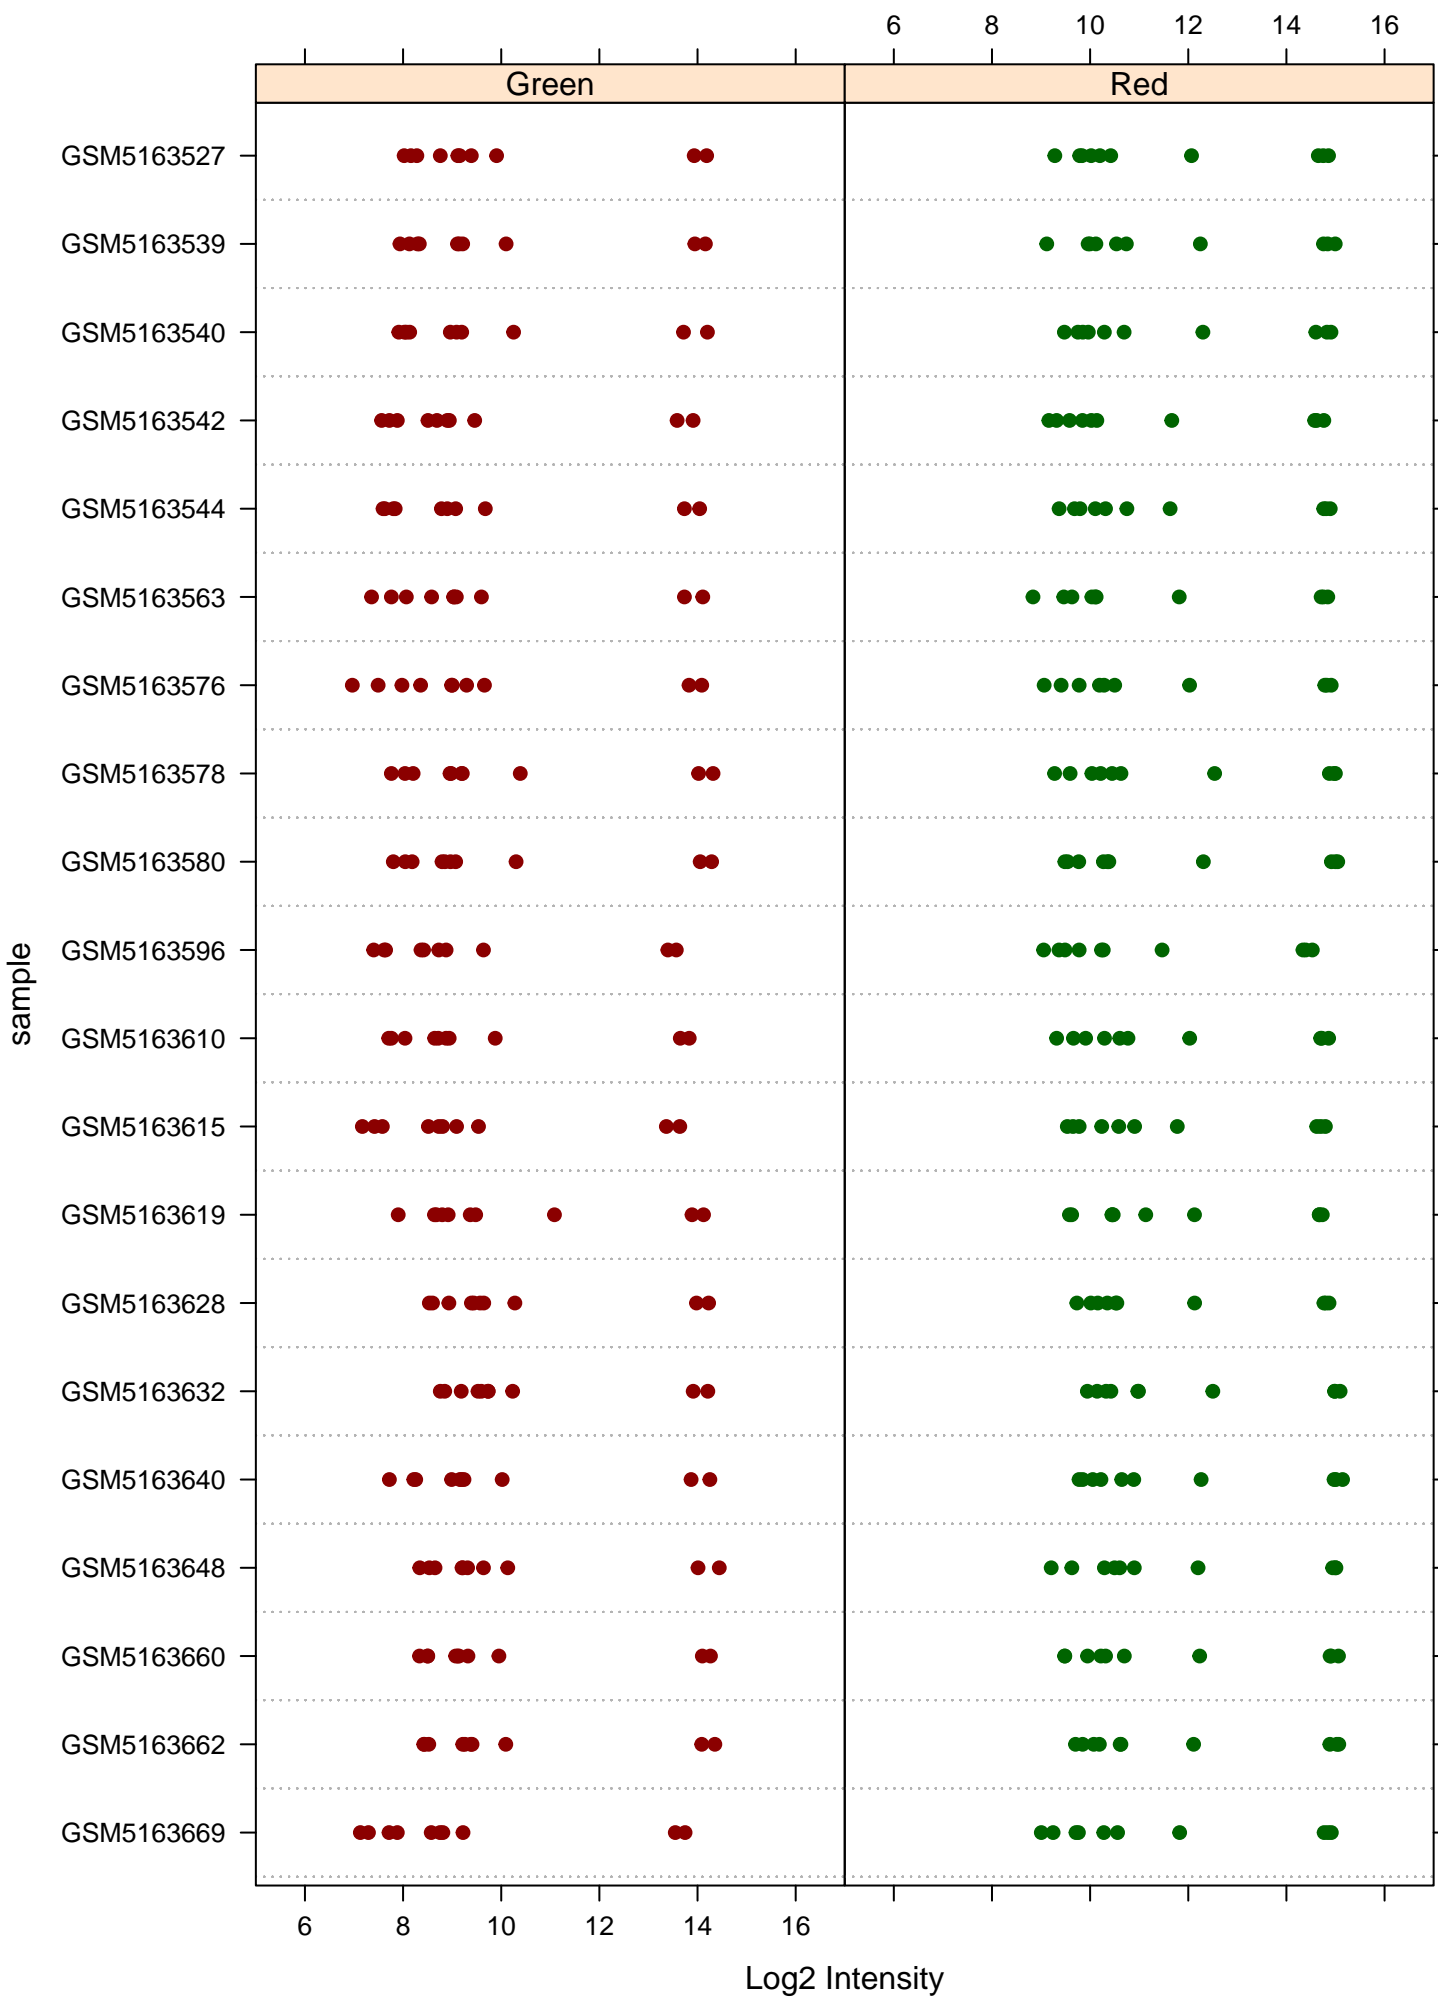 6 8 10 12 14 16
Green Red
GSM5163527
GSM5163539
GSM5163540
GSM5163542
GSM5163544
GSM5163563
GSM5163576
GSM5163578
GSM5163580
GSM5163596
GSM5163610
GSM5163615
GSM5163619
GSM5163628
GSM5163632
GSM5163640
GSM5163648
GSM5163660
GSM5163662
GSM5163669
sample
6 8 10 12 14 16
Log2 Intensity